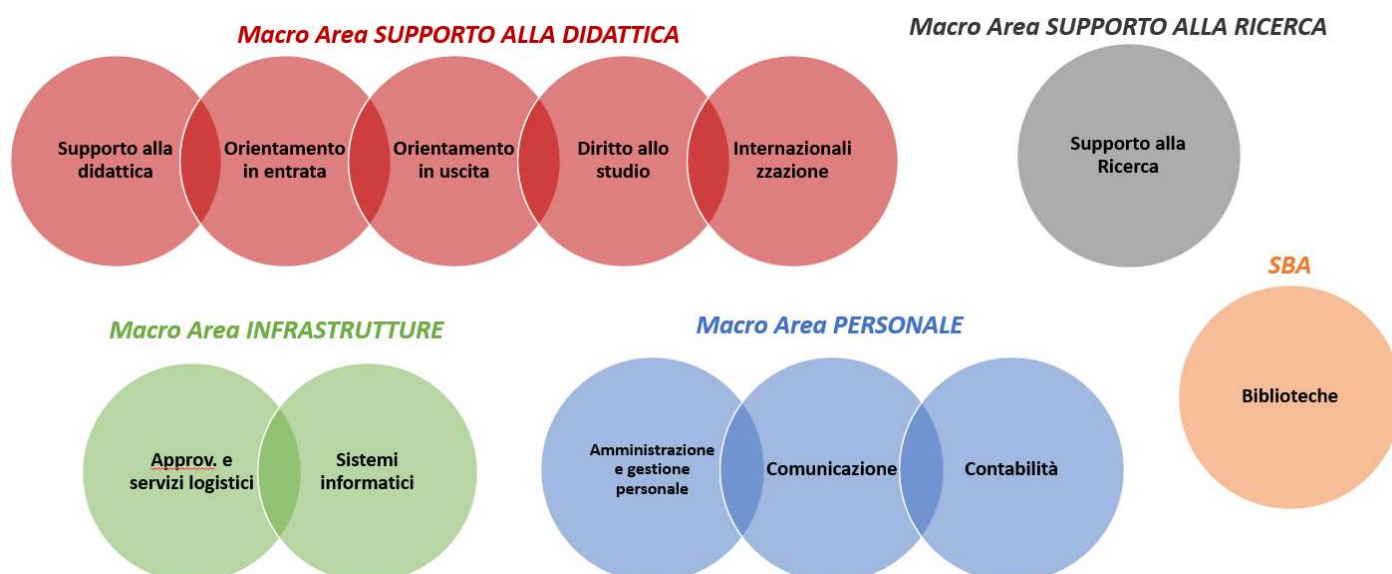 Macro Area SUPPORTO ALLA DIDATTICA
Macro Area SUPPORTO ALLA RICERCA
Supporto alla
didattica
Orientamento
in entrata
Orientamento
in uscita
Diritto allo
studio
Internazionali
zzazione
Supporto alla
Ricerca
SBA
Biblioteche
Macro Area INFRASTRUTTURE
Approv. e
servizi logistici
Sistemi
informatici
Macro Area PERSONALE
Amministrazione
e gestione
personale
Comunicazione
Contabilità